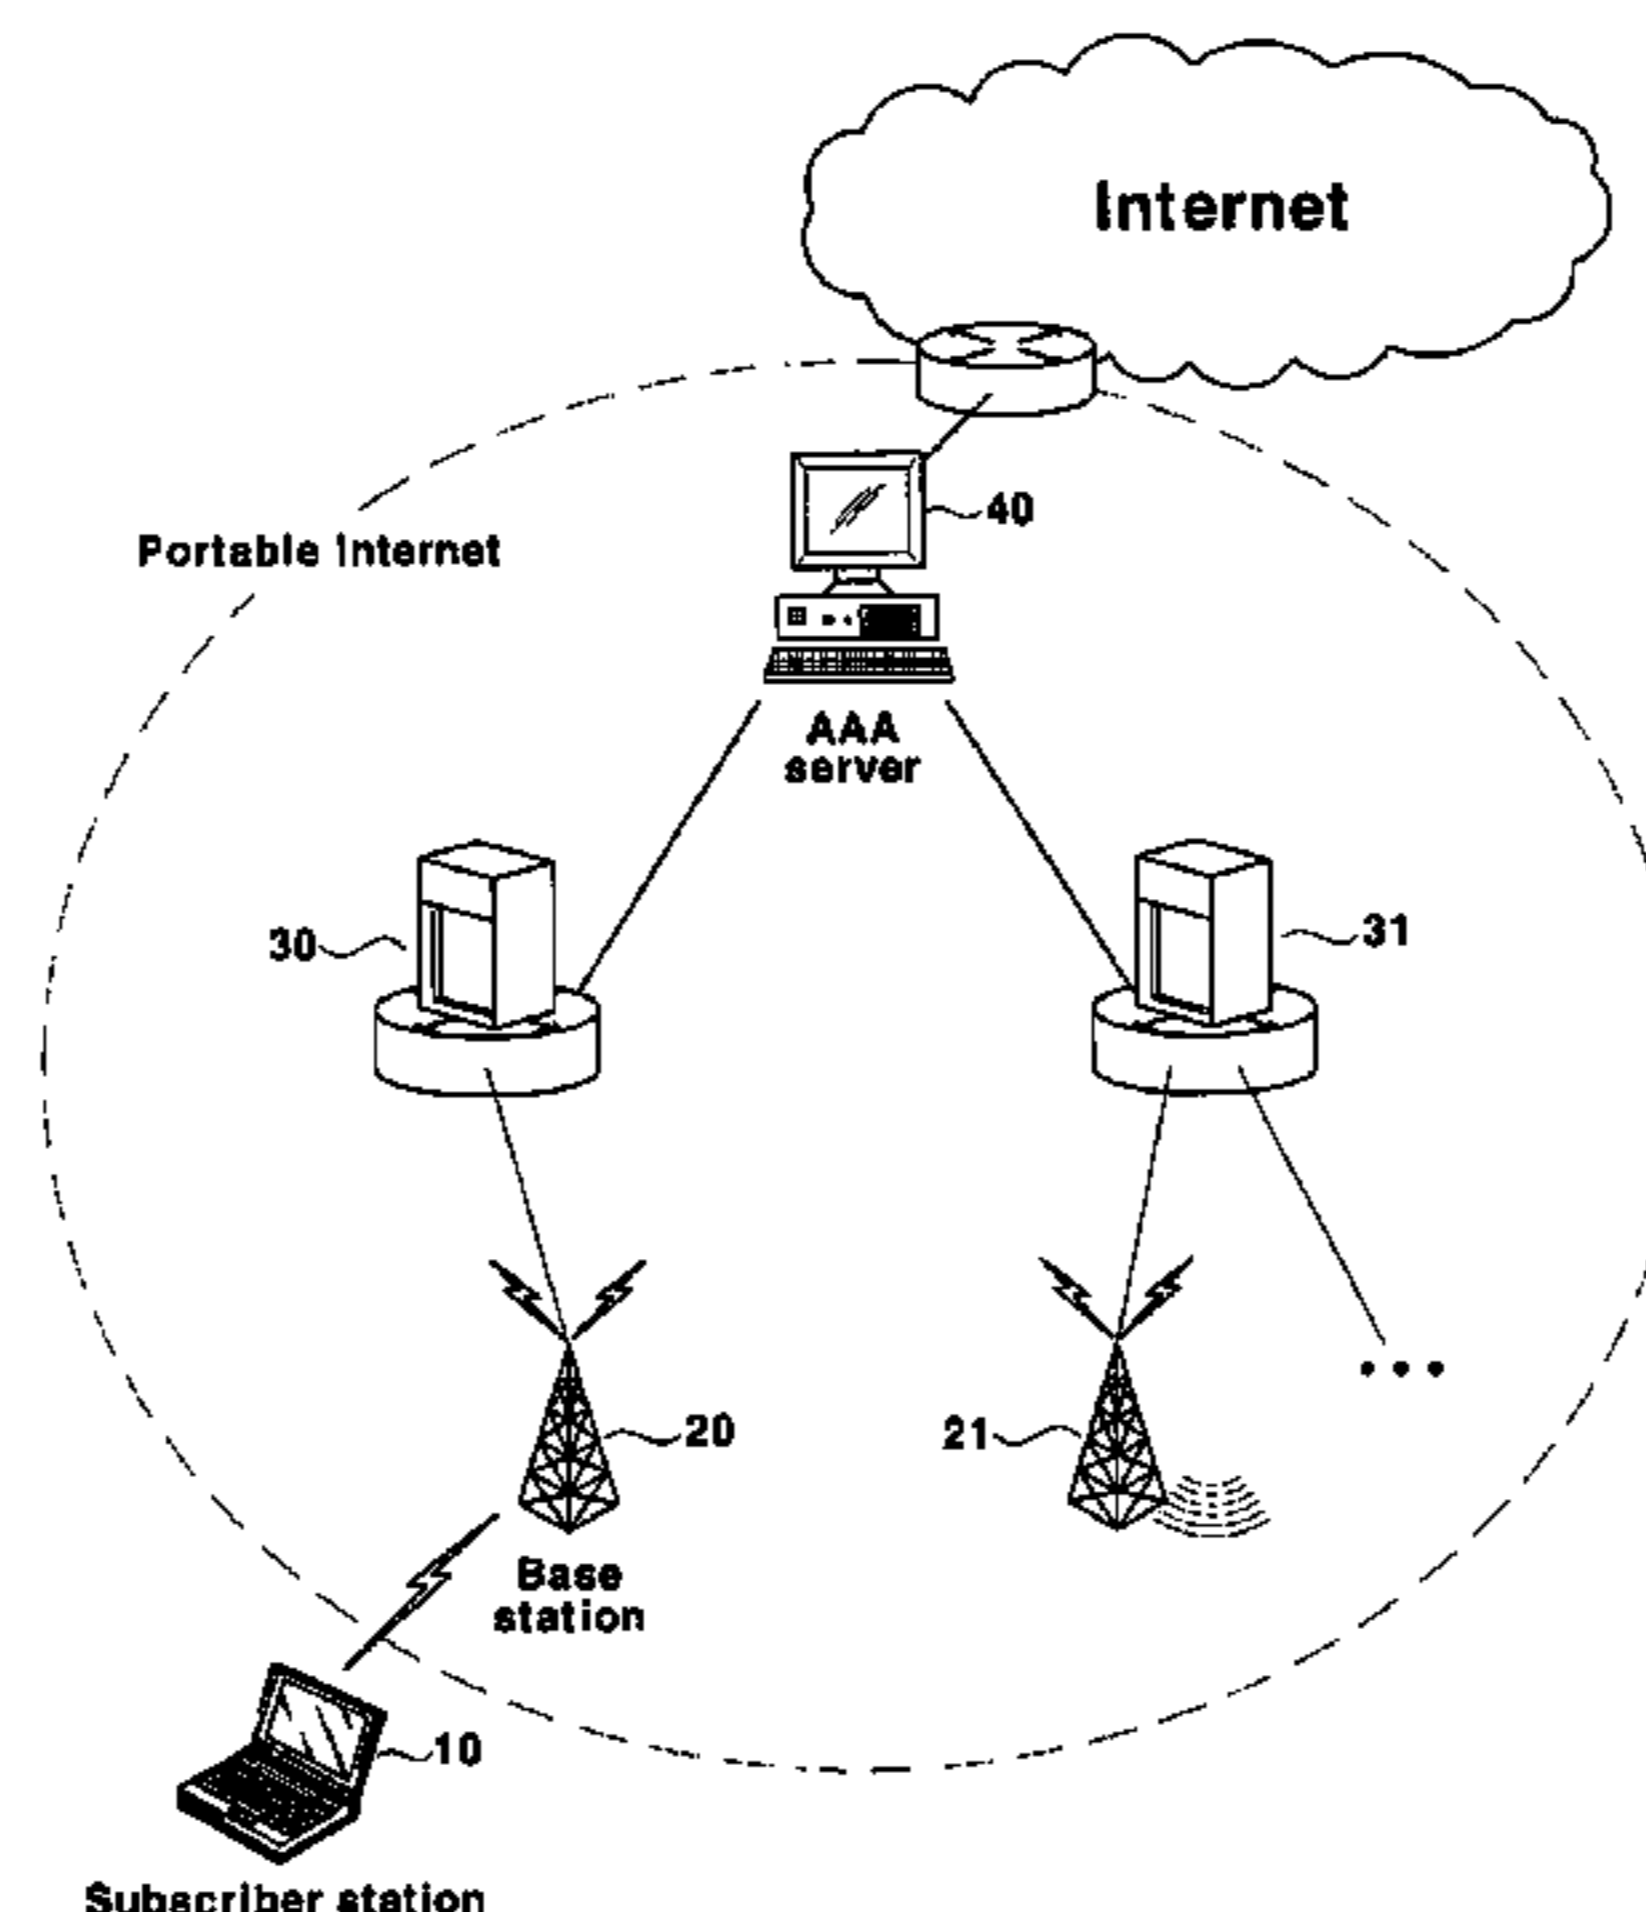 Internet
40
Portable Internet
AAA
server
30
31
20
21
Base
station
10
Subscriber station